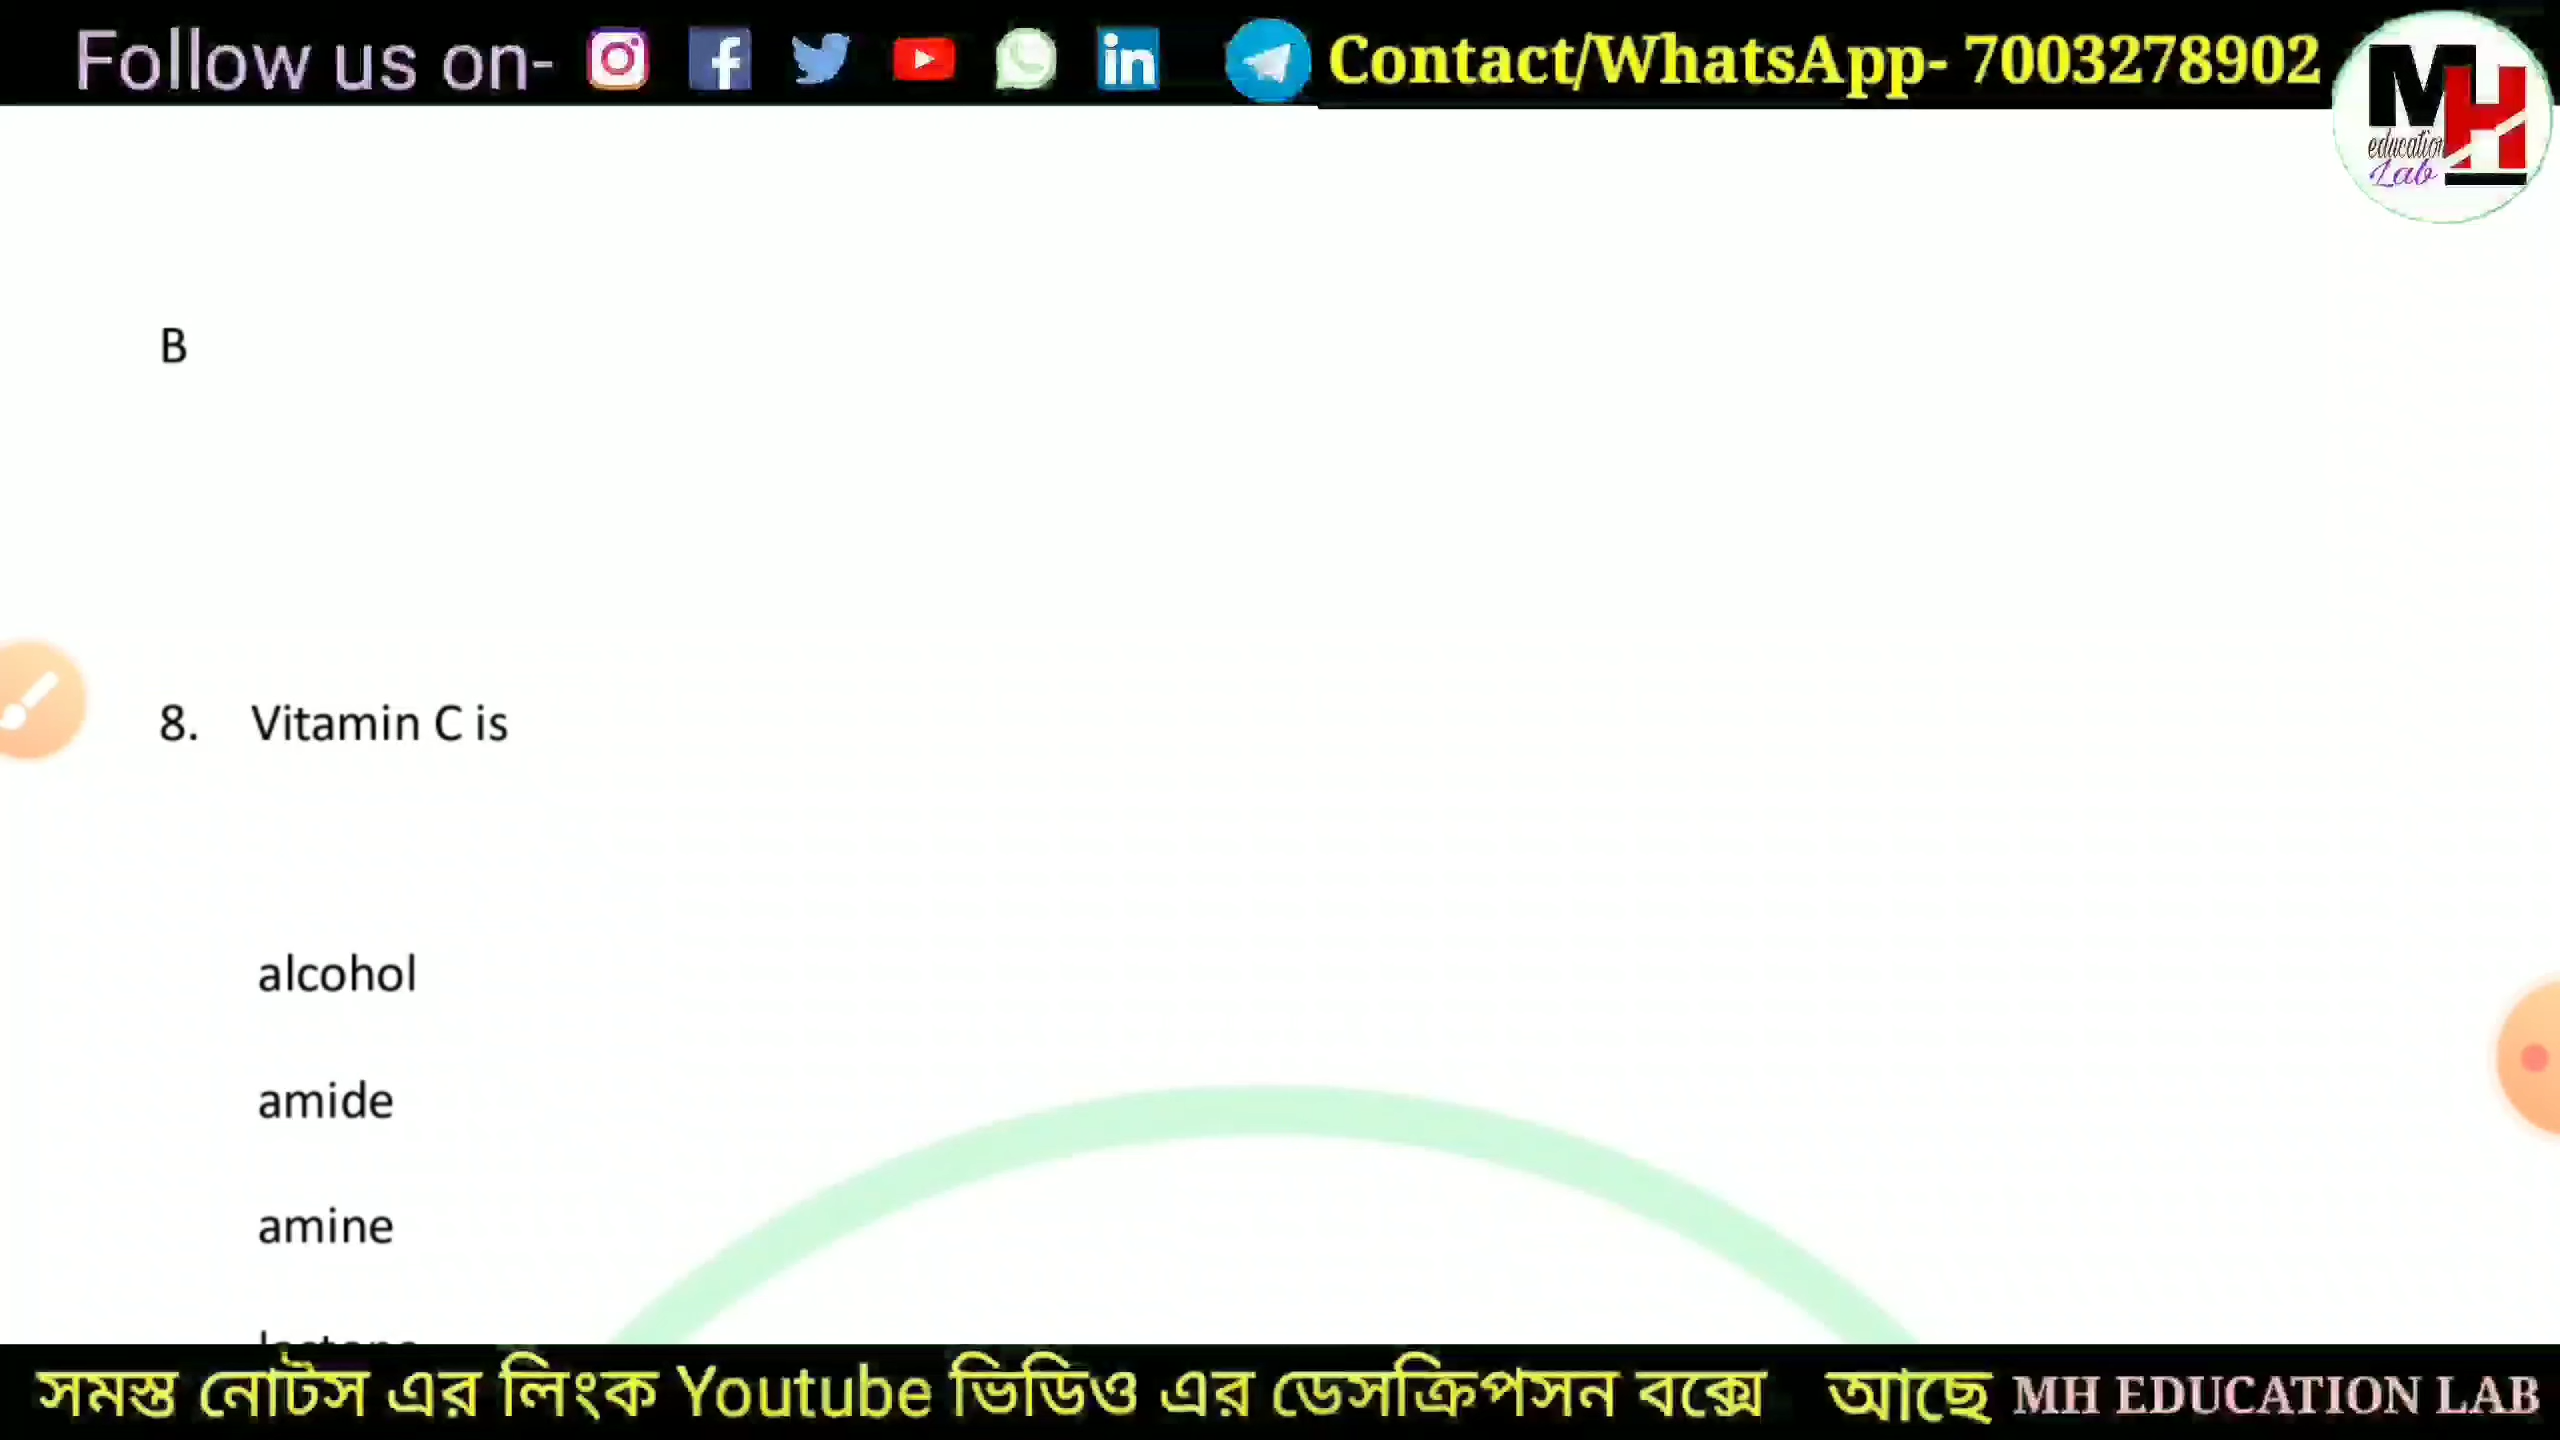 Follow us on- Contact/WhatsApp- 7003278902
MH
education
Lab
B
8. Vitamin C is
alcohol
amide
amine
সমস্ত নোটস এর লিংক Youtube ভিডিও এর ডেসক্রিপসন বক্সে আছে MH EDUCATION LAB